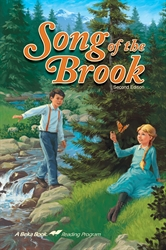 Song of the
Brook
Second Edition
A Beka Book Reading Program